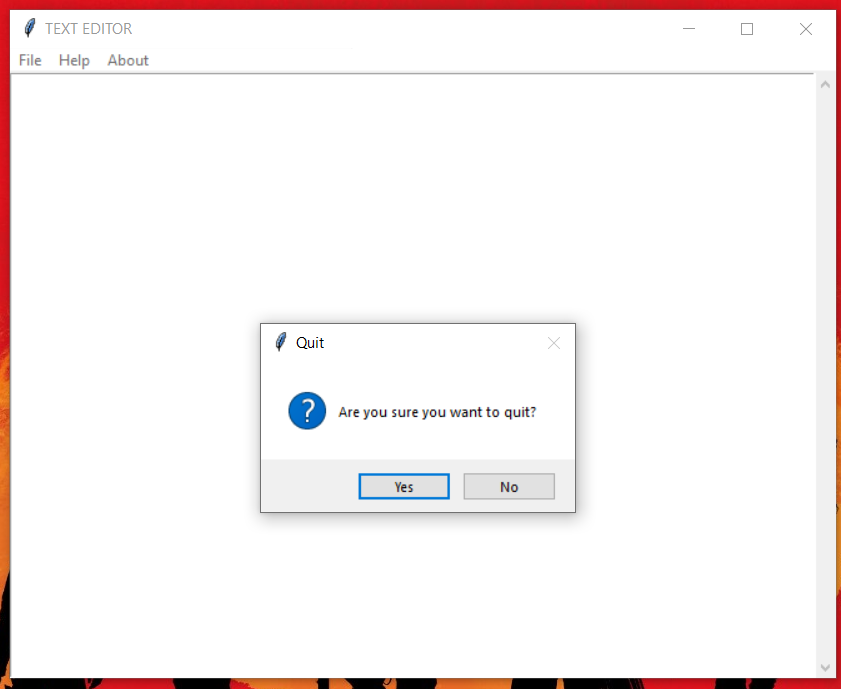 TEXT EDITOR
File Help About
Quit
Are you sure you want to quit?
Yes No